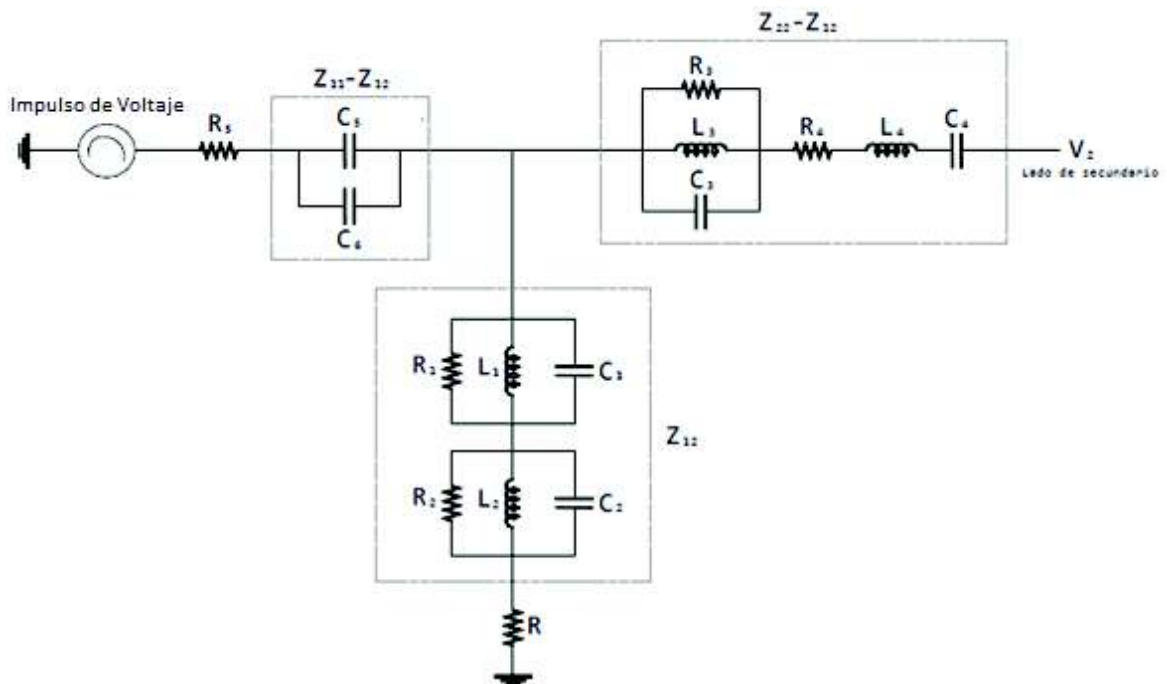 Z₂₂-Z₁₂
Z₁₁-Z₁₂
R₃
Impulso de Voltaje
R₅
C₅
L₃
R₄
L₄
C₄
V₂
Lado de secundario
C₃
C₆
R₁
L₁
C₃
Z₁₂
R₂
L₂
C₂
R